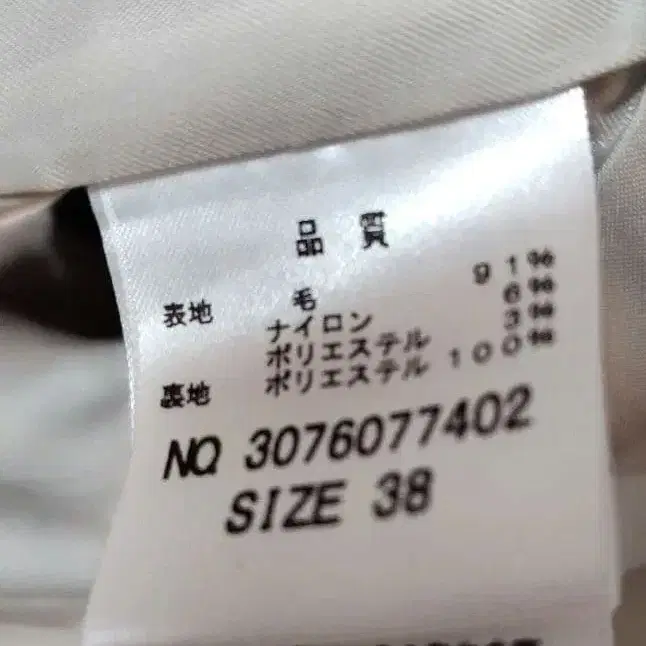 品質
表地 毛 91%
ナイロン 6%
ポリエステル 3%
裏地 ポリエステル 100%
NO 3076077402
SIZE 38